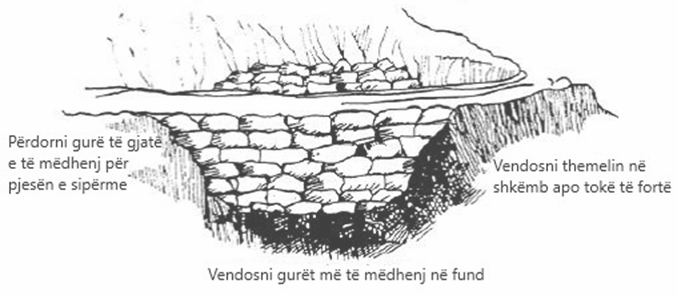 Përdorni gurë të gjatë
e të mëdhenj për
pjesën e sipërme
Vendosni themelin në
shkëmb apo tokë të fortë
Vendosni gurët më të mëdhenj në fund